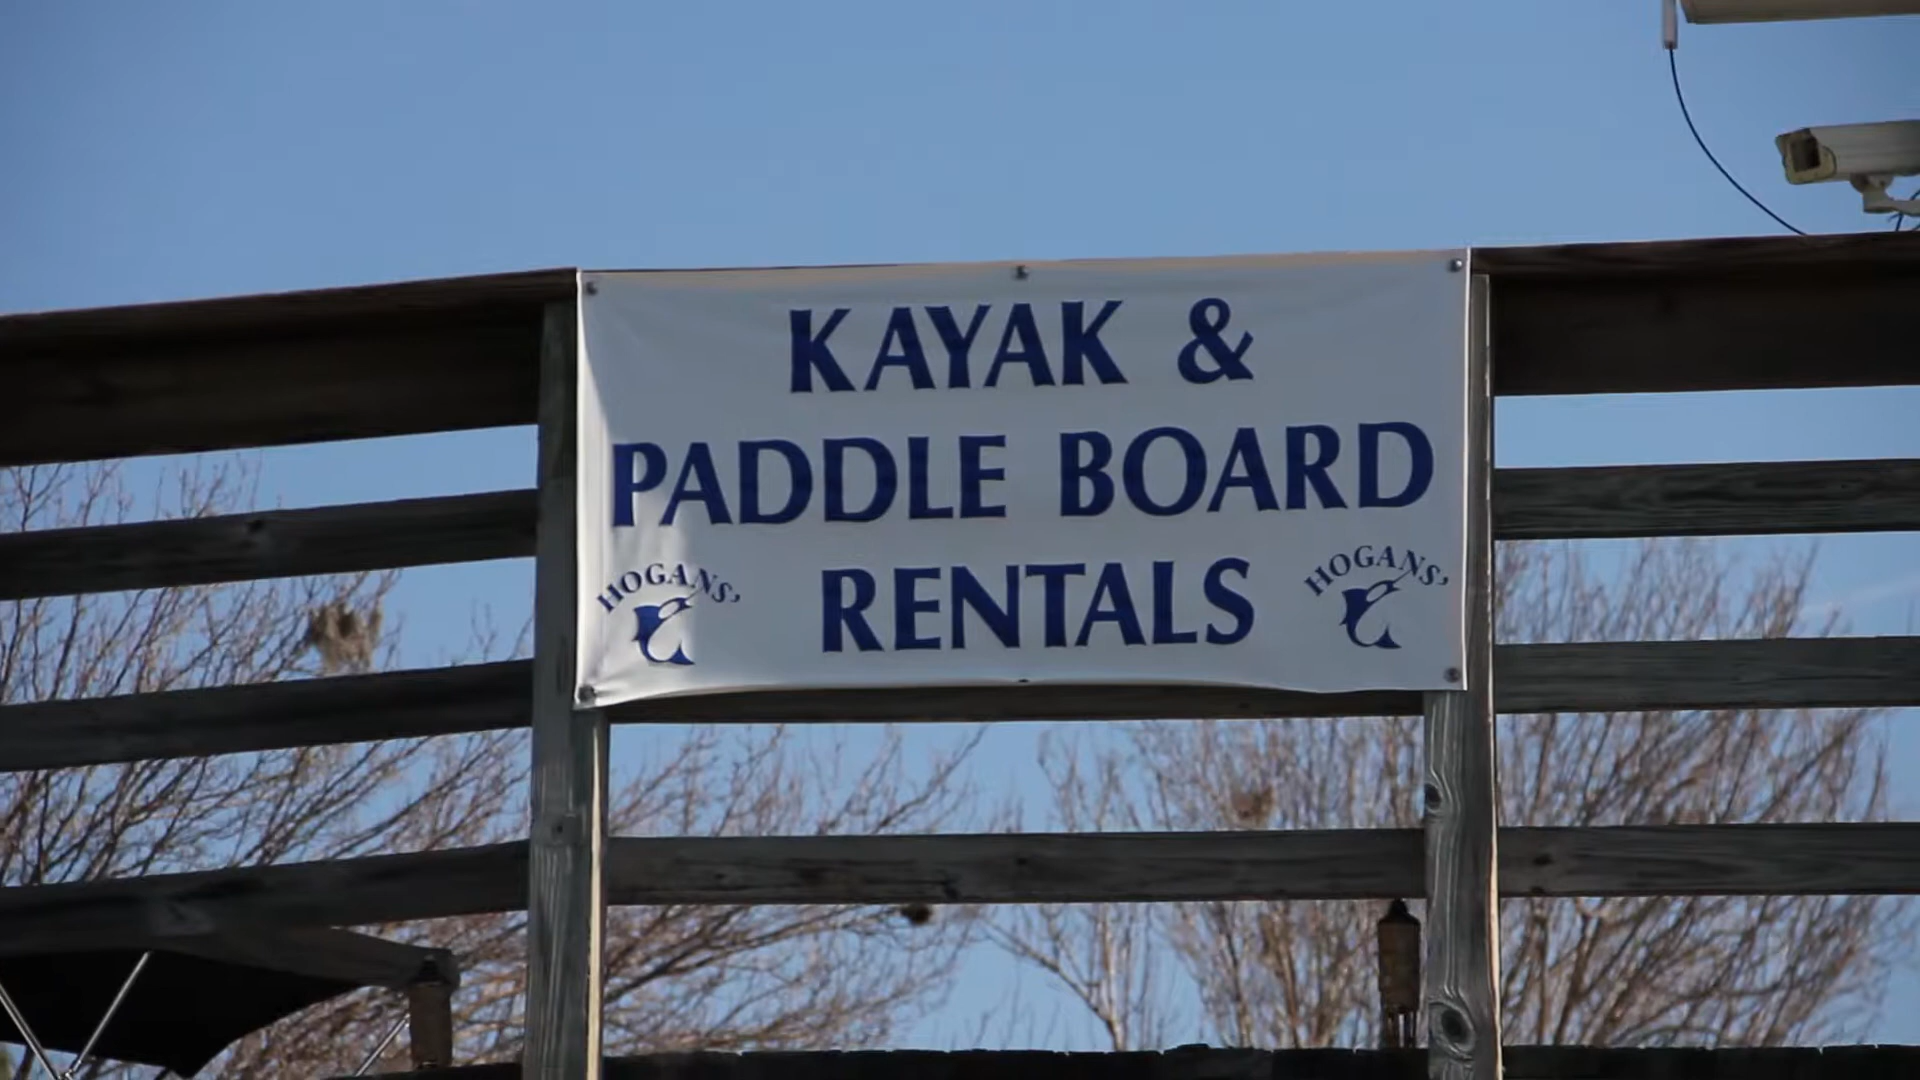 KAYAK &
PADDLE BOARD
RENTALS
HOGANS'
HOGANS'